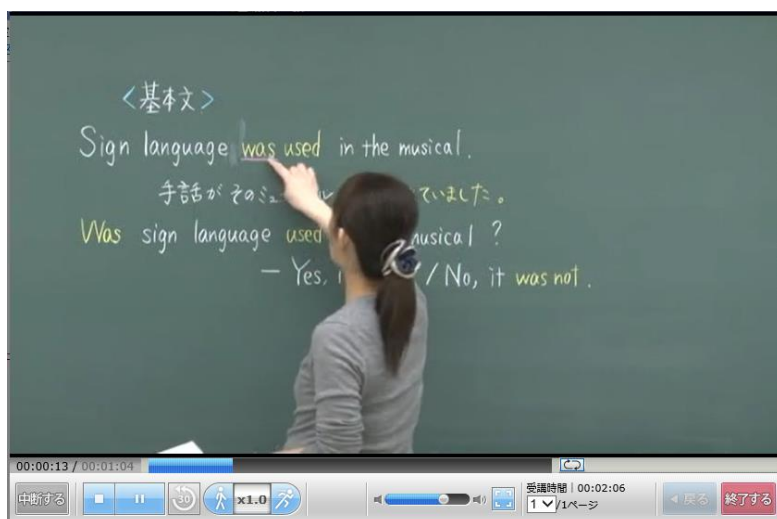 <基本文>
Sign language was used in the musical.
手話がそのミュ ていました。
Was sign language used musical ?
— Yes, / No, it was not.
00:00:13 / 00:01:04
中断する 30 x1.0 受講時間 00:02:06 1 /1ページ 戻る 終了する